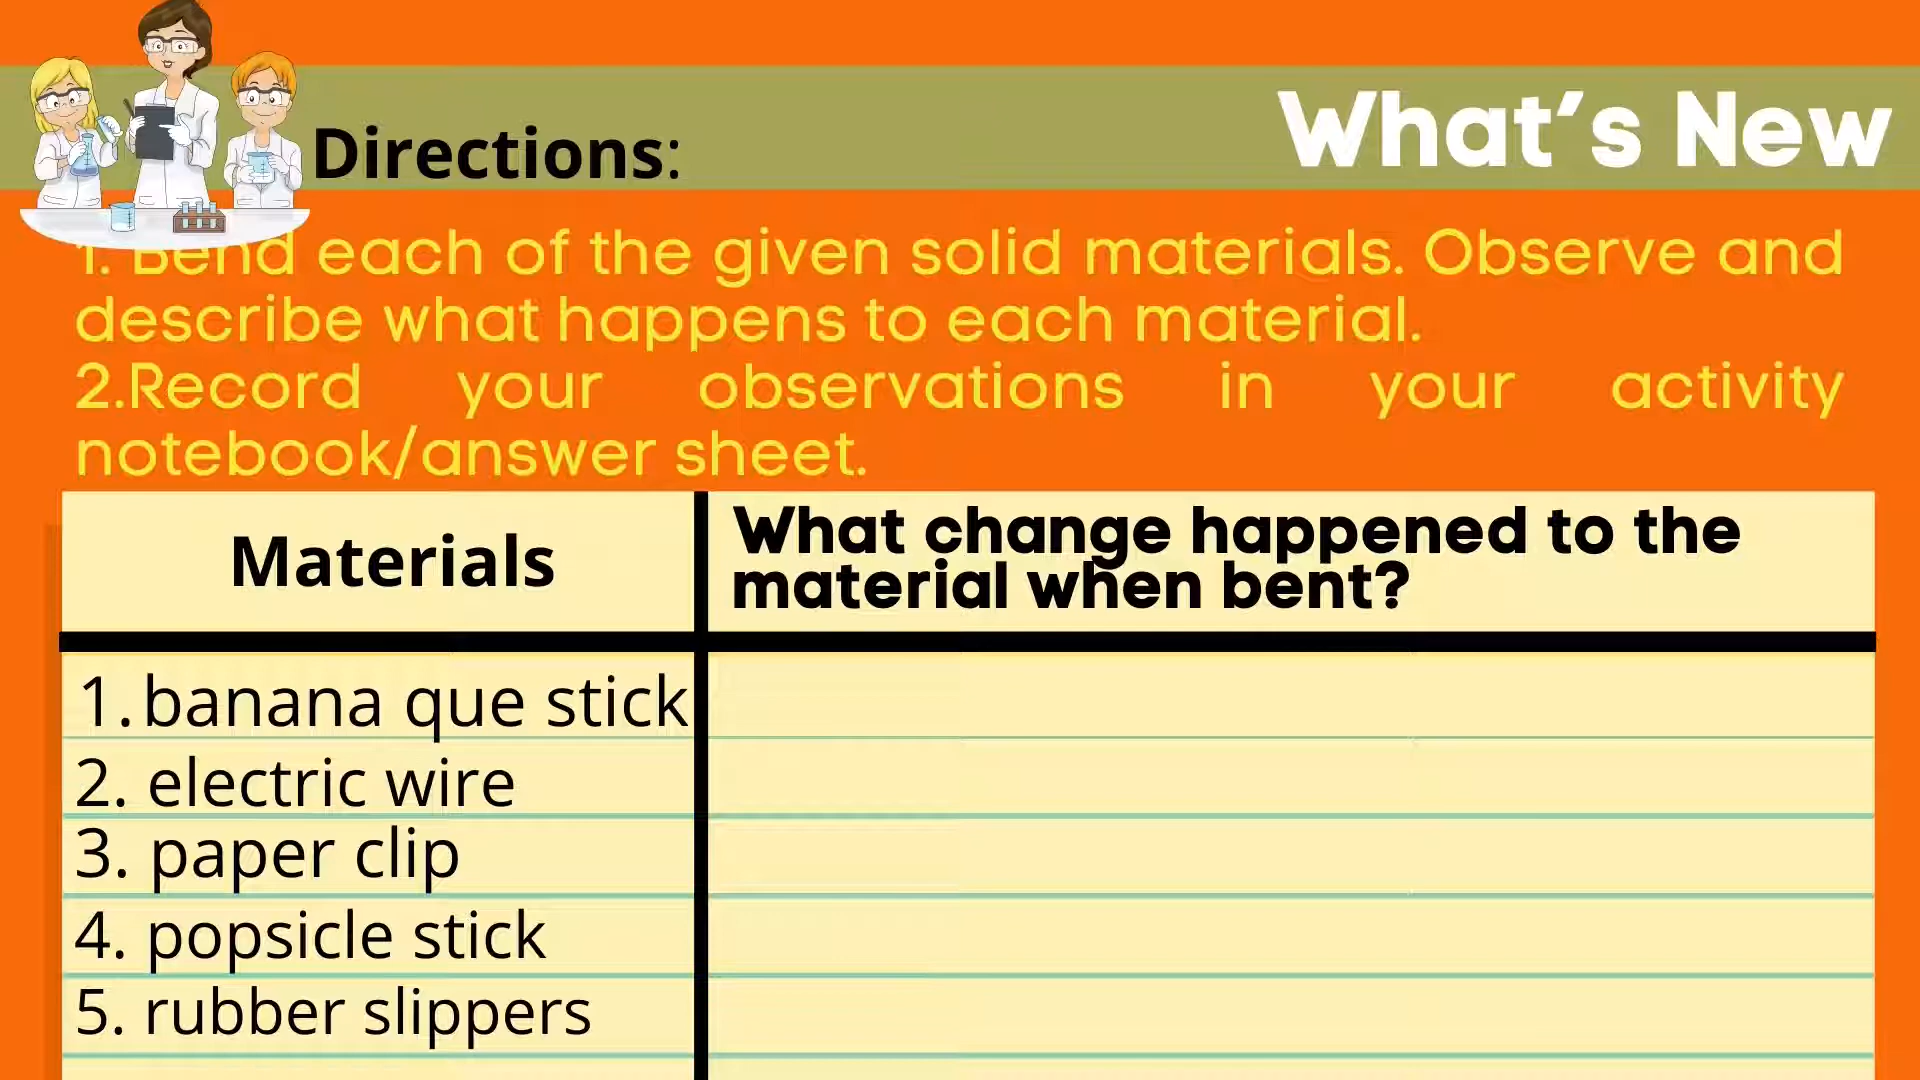 What's New
Directions:
1. Bend each of the given solid materials. Observe and
describe what happens to each material.
2.Record your observations in your activity
notebook/answer sheet.
Materials
What change happened to the
material when bent?
1. banana que stick
2. electric wire
3. paper clip
4. popsicle stick
5. rubber slippers